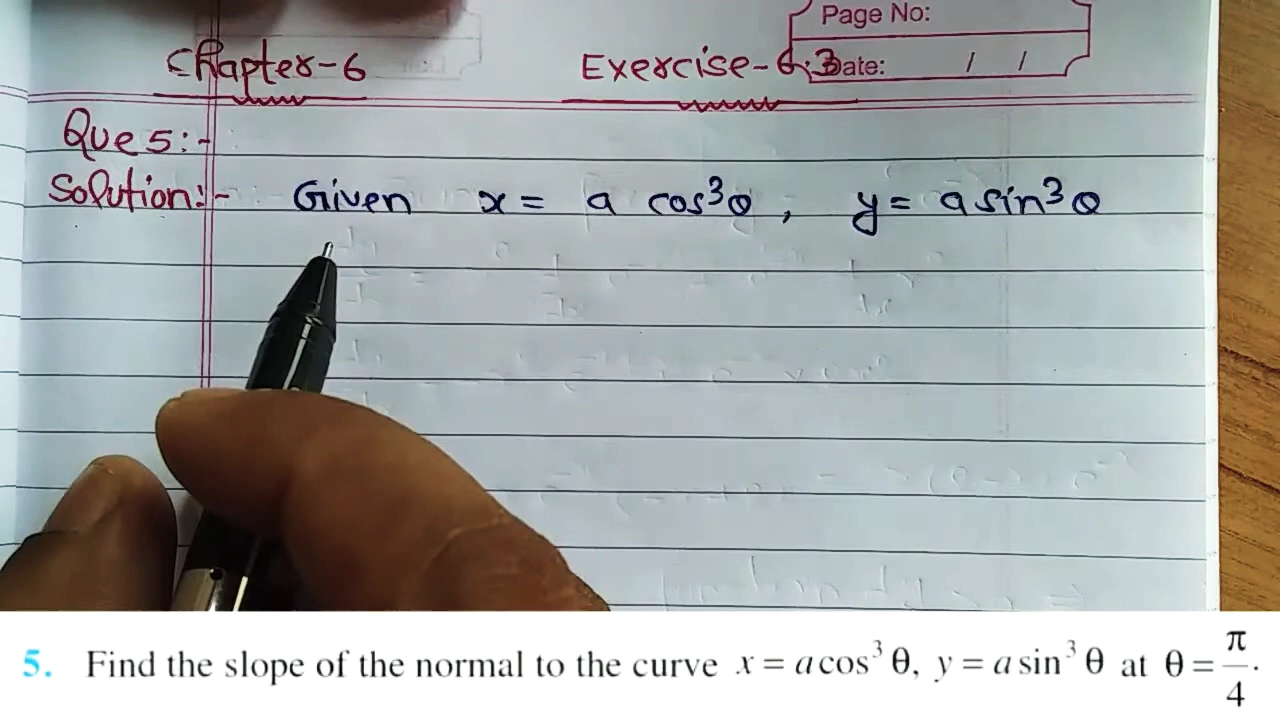 Page No:
Chapter-6 Exercise-6.3 Date: / /
Que 5:-
Solution:- Given x = a cos³θ, y = a sin³θ
5. Find the slope of the normal to the curve x = a cos³ θ, y = a sin³ θ at θ = π/4.